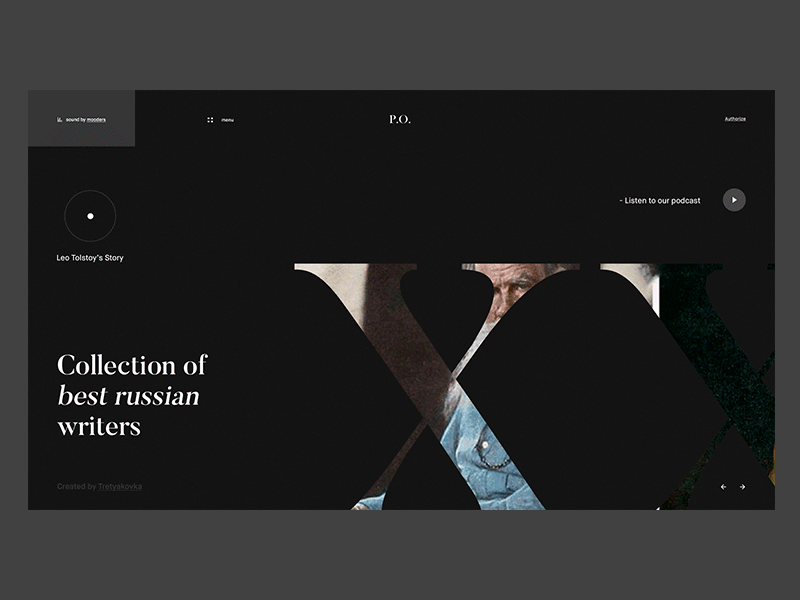 sound by mooders
menu
P.O.
Authorize
- Listen to our podcast
Leo Tolstoy's Story
XX
Collection of
best russian
writers
Created by Tretyakovka